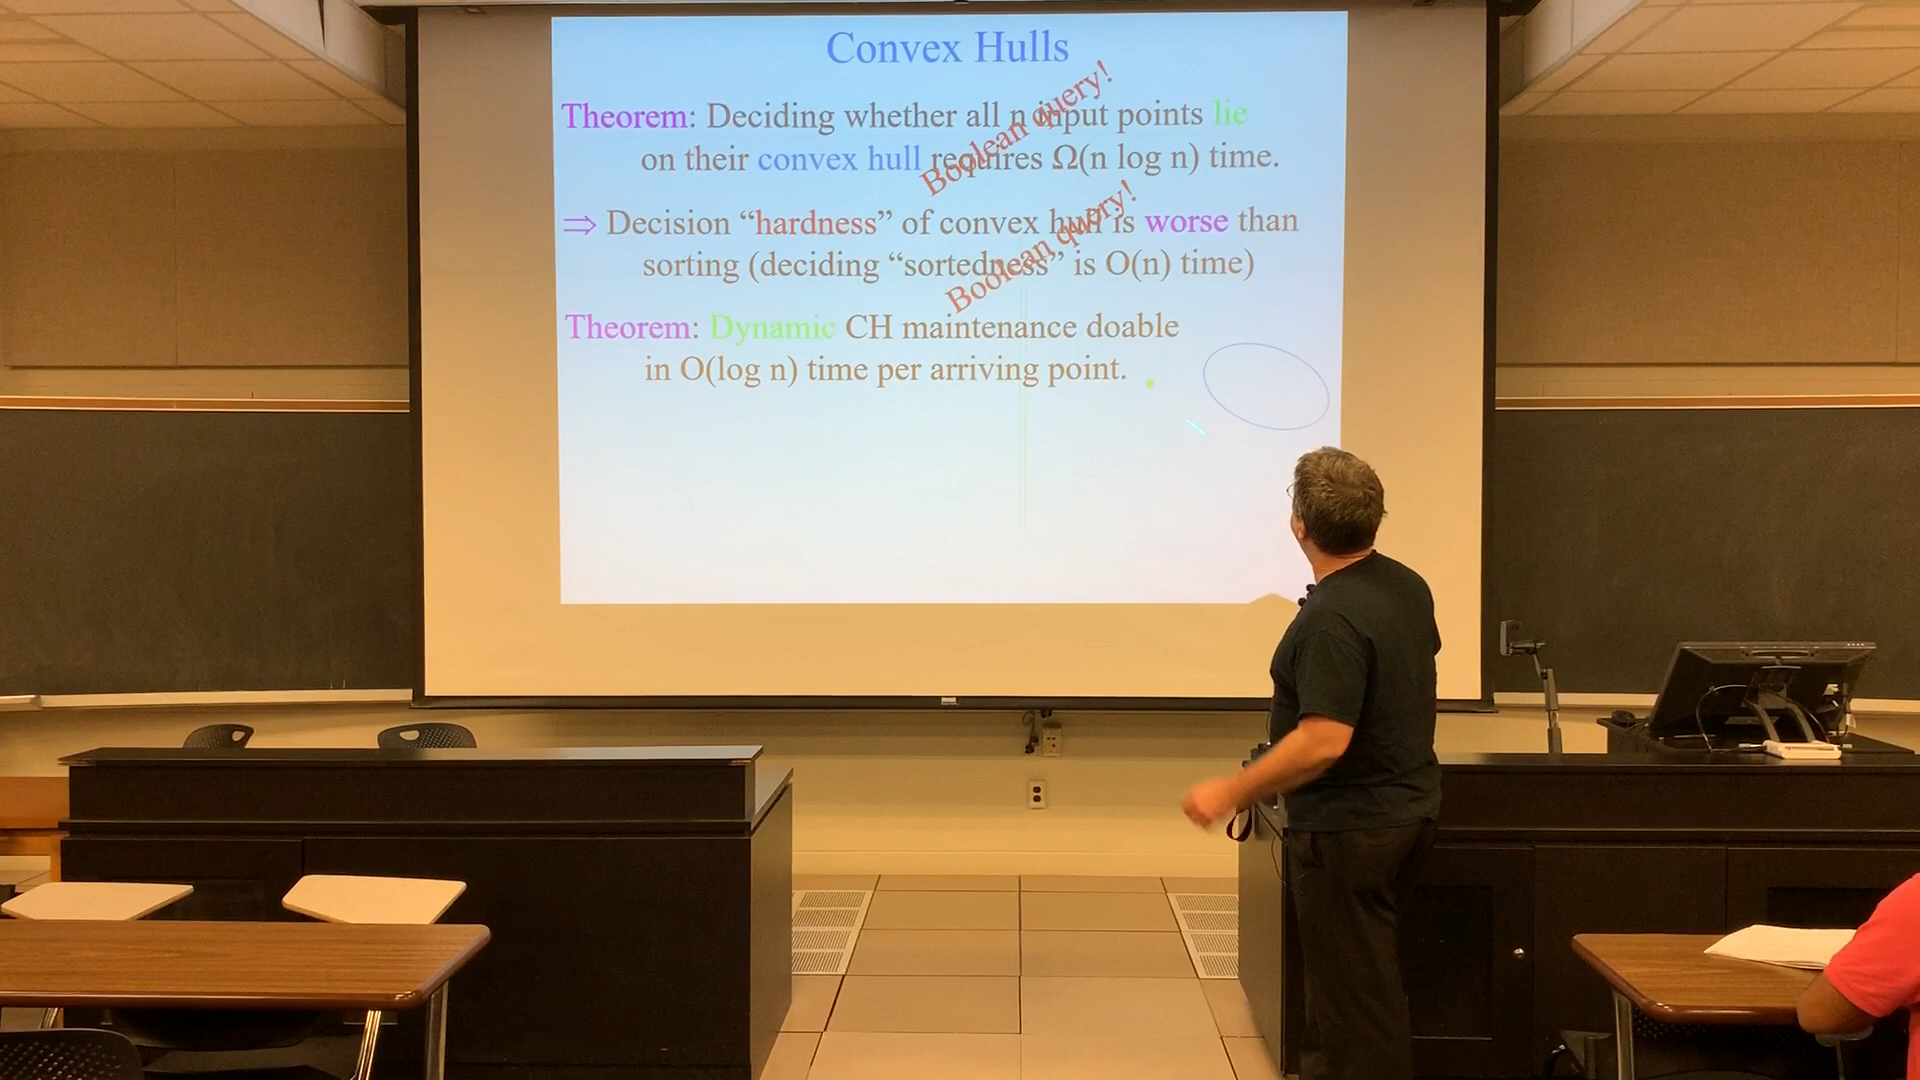 Convex Hulls
Theorem: Deciding whether all n input points lie
on their convex hull requires Ω(n log n) time.
Boolean query!
⇒ Decision “hardness” of convex hull is worse than
sorting (deciding “sortedness” is O(n) time)
Boolean query!
Theorem: Dynamic CH maintenance doable
in O(log n) time per arriving point.